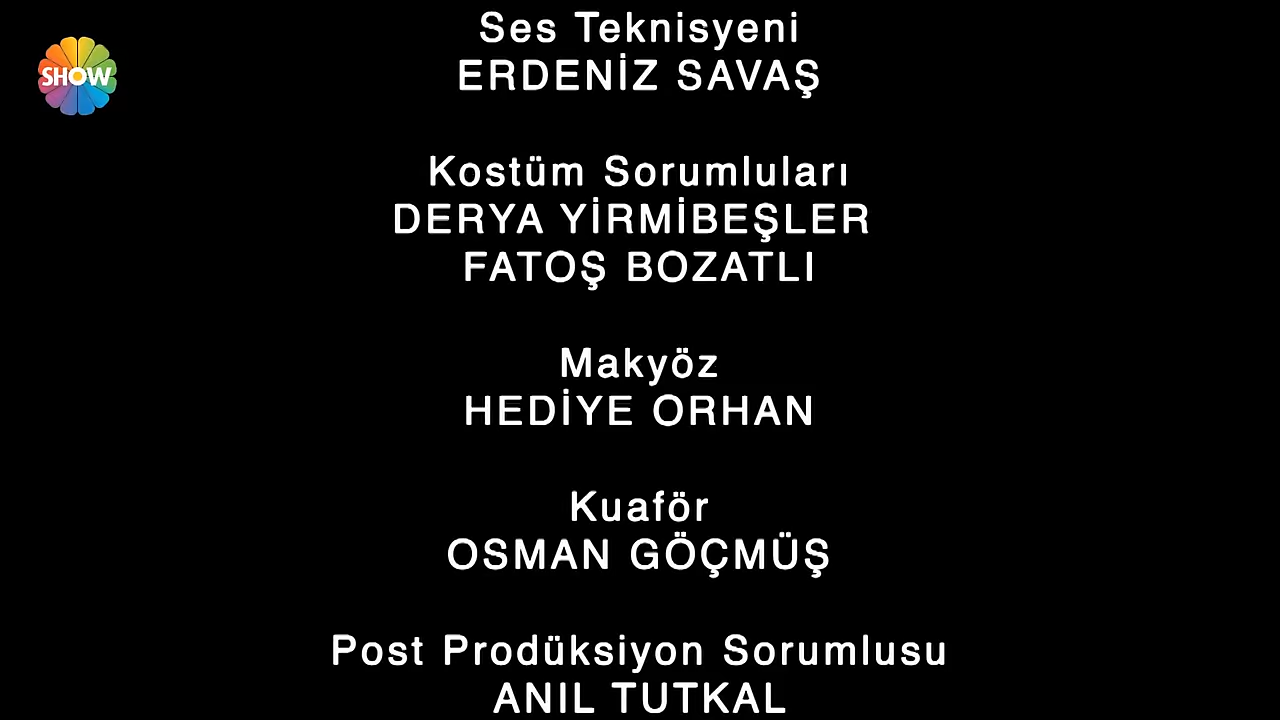 SHOW
Ses Teknisyeni
ERDENİZ SAVAŞ
Kostüm Sorumluları
DERYA YİRMİBEŞLER
FATOŞ BOZATLI
Makyöz
HEDİYE ORHAN
Kuaför
OSMAN GÖÇMÜŞ
Post Prodüksiyon Sorumlusu
ANIL TUTKAL